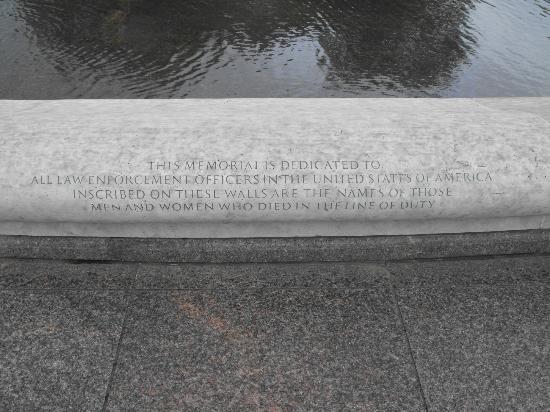 THIS MEMORIAL IS DEDICATED TO
ALL LAW ENFORCEMENT OFFICERS IN THE UNITED STATES OF AMERICA
INSCRIBED ON THESE WALLS ARE THE NAMES OF THOSE
MEN AND WOMEN WHO DIED IN THE LINE OF DUTY